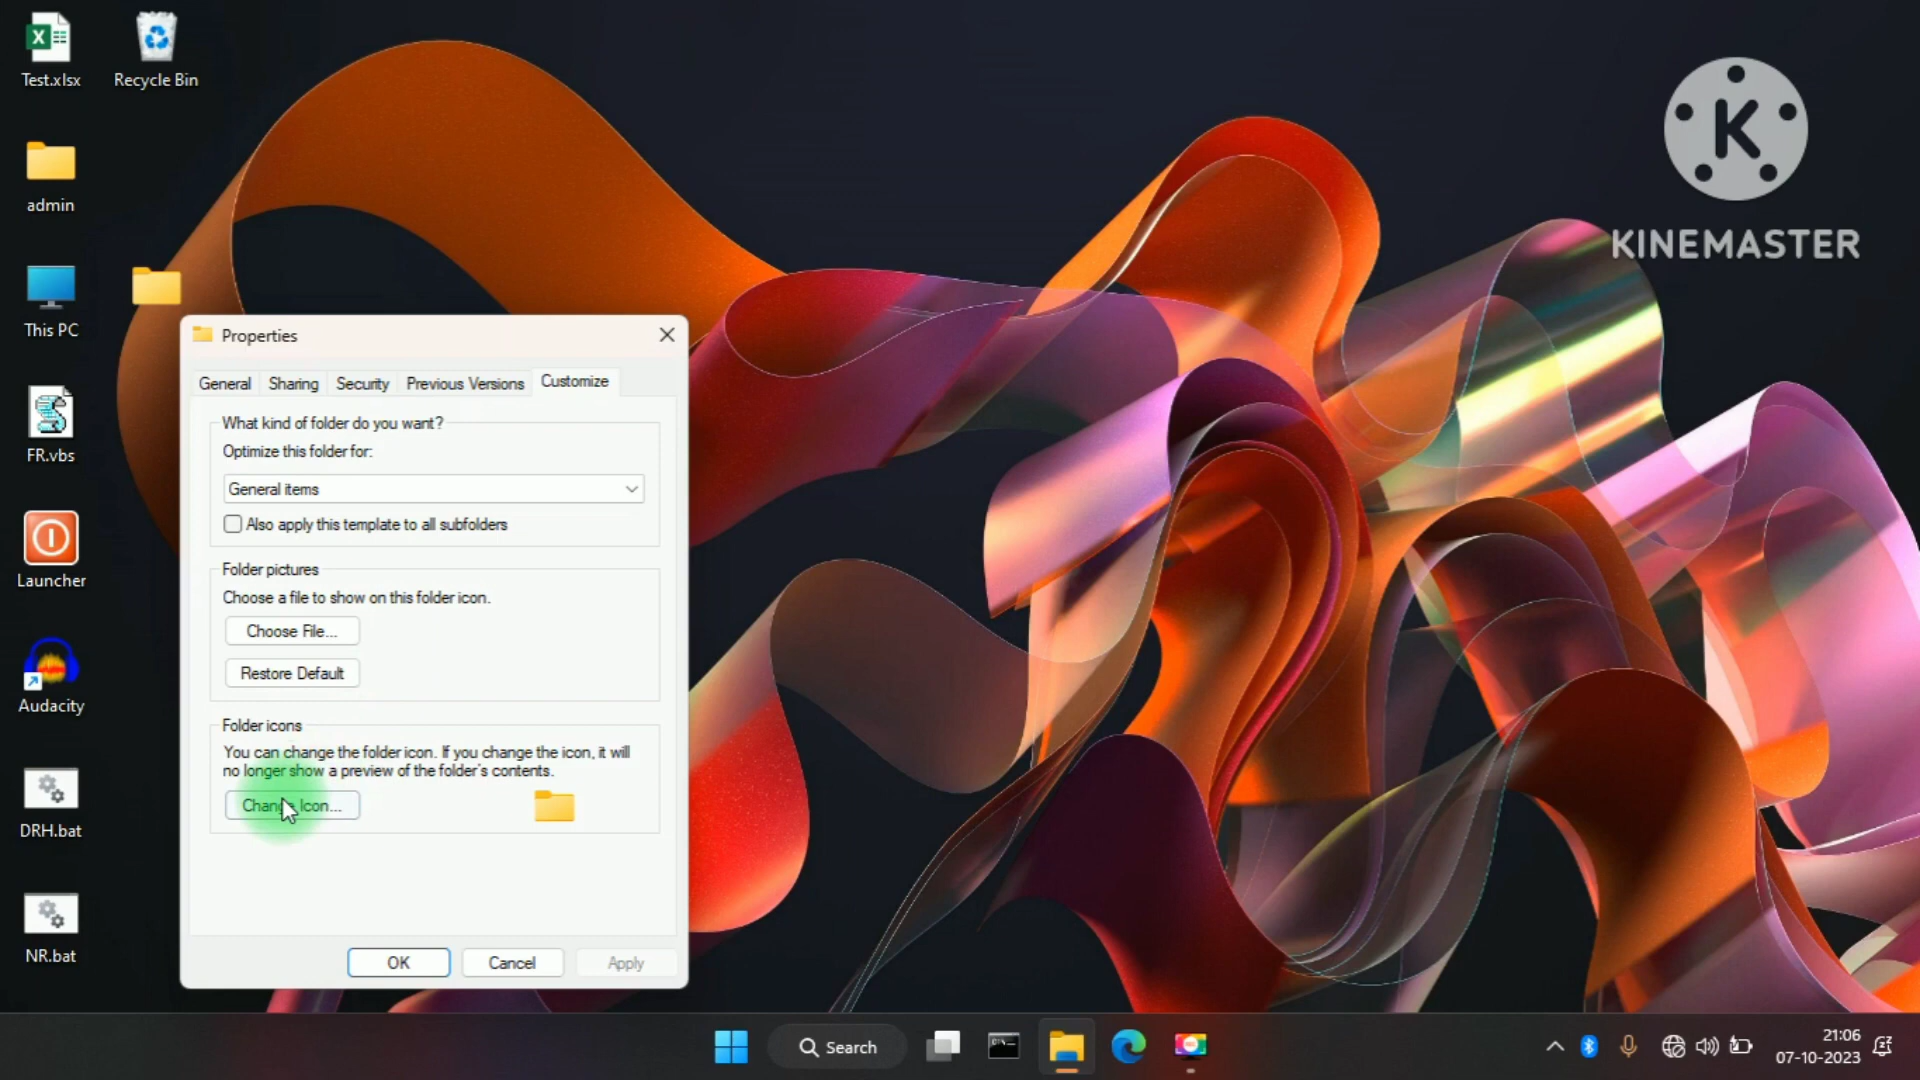 Test.xlsx
Recycle Bin
admin
This PC
FR.vbs
Launcher
Audacity
DRH.bat
NR.bat
K
KINEMASTER
Properties
General Sharing Security Previous Versions Customize
What kind of folder do you want?
Optimize this folder for:
General items
Also apply this template to all subfolders
Folder pictures
Choose a file to show on this folder icon.
Choose File...
Restore Default
Folder icons
You can change the folder icon. If you change the icon, it will
no longer show a preview of the folder's contents.
Change Icon...
OK Cancel Apply
Search
21:06
07-10-2023